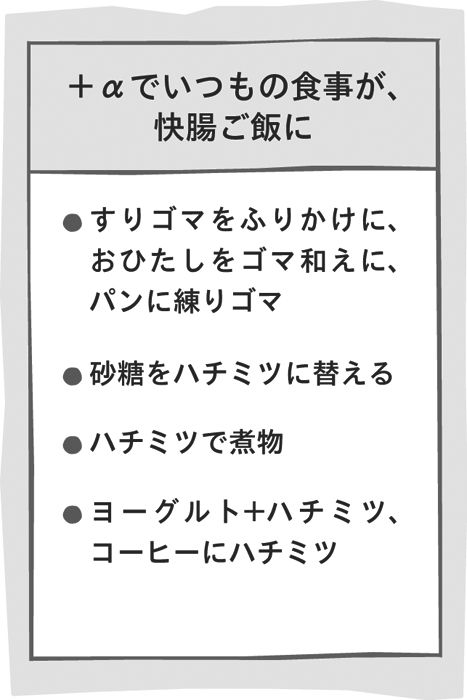 ＋αでいつもの食事が、
快腸ご飯に
●すりゴマをふりかけに、
おひたしをゴマ和えに、
パンに練りゴマ
●砂糖をハチミツに替える
●ハチミツで煮物
●ヨーグルト+ハチミツ、
コーヒーにハチミツ